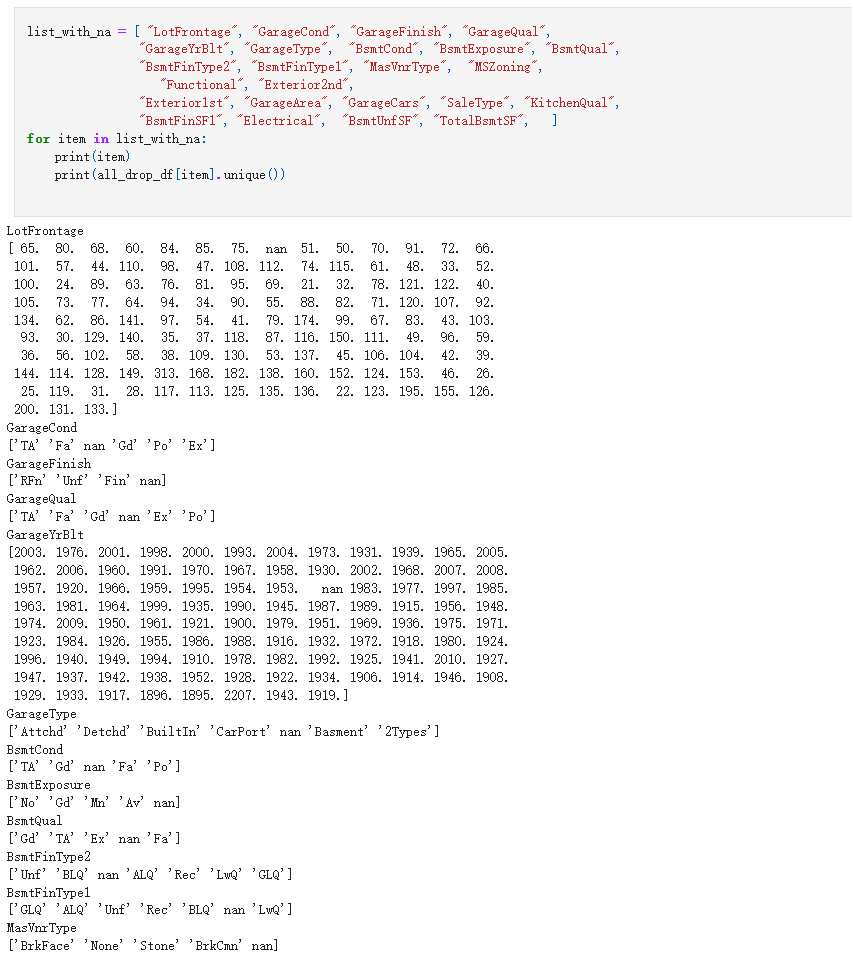 list_with_na = [ "LotFrontage", "GarageCond", "GarageFinish", "GarageQual",
"GarageYrBlt", "GarageType", "BsmtCond", "BsmtExposure", "BsmtQual",
"BsmtFinType2", "BsmtFinType1", "MasVnrType", "MSZoning",
"Functional", "Exterior2nd",
"Exterior1st", "GarageArea", "GarageCars", "SaleType", "KitchenQual",
"BsmtFinSF1", "Electrical", "BsmtUnfSF", "TotalBsmtSF", ]
for item in list_with_na:
print(item)
print(all_drop_df[item].unique())
LotFrontage
[ 65. 80. 68. 60. 84. 85. 75. nan 51. 50. 70. 91. 72. 66.
101. 57. 44. 110. 98. 47. 108. 112. 74. 115. 61. 48. 33. 52.
100. 24. 89. 63. 76. 81. 95. 69. 21. 32. 78. 121. 122. 40.
105. 73. 77. 64. 94. 34. 90. 55. 88. 82. 71. 120. 107. 92.
134. 62. 86. 141. 97. 54. 41. 79. 174. 99. 67. 83. 43. 103.
93. 30. 129. 140. 35. 37. 118. 87. 116. 150. 111. 49. 96. 59.
36. 56. 102. 58. 38. 109. 130. 53. 137. 45. 106. 104. 42. 39.
144. 114. 128. 149. 313. 168. 182. 138. 160. 152. 124. 153. 46. 26.
25. 119. 31. 28. 117. 113. 125. 135. 136. 22. 123. 195. 155. 126.
200. 131. 133.]
GarageCond
['TA' 'Fa' nan 'Gd' 'Po' 'Ex']
GarageFinish
['RFn' 'Unf' 'Fin' nan]
GarageQual
['TA' 'Fa' 'Gd' nan 'Ex' 'Po']
GarageYrBlt
[2003. 1976. 2001. 1998. 2000. 1993. 2004. 1973. 1931. 1939. 1965. 2005.
1962. 2006. 1960. 1991. 1970. 1967. 1958. 1930. 2002. 1968. 2007. 2008.
1957. 1920. 1966. 1959. 1995. 1954. 1953. nan 1983. 1977. 1997. 1985.
1963. 1981. 1964. 1999. 1935. 1990. 1945. 1987. 1989. 1915. 1956. 1948.
1974. 2009. 1950. 1961. 1921. 1900. 1979. 1951. 1969. 1936. 1975. 1971.
1923. 1984. 1926. 1955. 1986. 1988. 1916. 1932. 1972. 1918. 1980. 1924.
1996. 1940. 1949. 1994. 1910. 1978. 1982. 1992. 1925. 1941. 2010. 1927.
1947. 1937. 1942. 1938. 1952. 1928. 1922. 1934. 1906. 1914. 1946. 1908.
1929. 1933. 1917. 1896. 1895. 2207. 1943. 1919.]
GarageType
['Attchd' 'Detchd' 'BuiltIn' 'CarPort' nan 'Basment' '2Types']
BsmtCond
['TA' 'Gd' nan 'Fa' 'Po']
BsmtExposure
['No' 'Gd' 'Mn' 'Av' nan]
BsmtQual
['Gd' 'TA' 'Ex' nan 'Fa']
BsmtFinType2
['Unf' 'BLQ' nan 'ALQ' 'Rec' 'LwQ' 'GLQ']
BsmtFinType1
['GLQ' 'ALQ' 'Unf' 'Rec' 'BLQ' nan 'LwQ']
MasVnrType
['BrkFace' 'None' 'Stone' 'BrkCmn' nan]